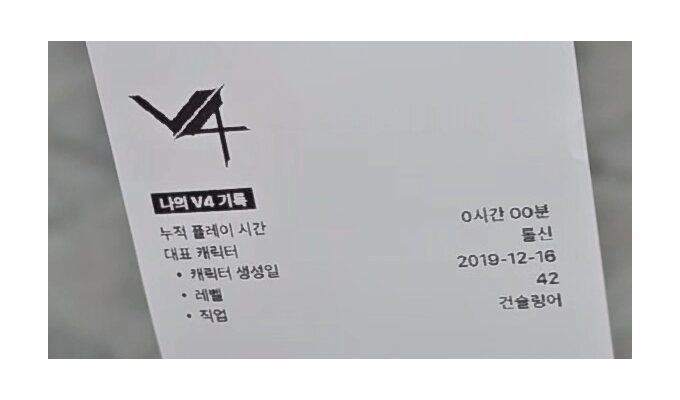 V4
나의 V4 기록
누적 플레이 시간 0시간 00분
대표 캐릭터 톨신
• 캐릭터 생성일 2019-12-16
• 레벨 42
• 직업 건슬링어